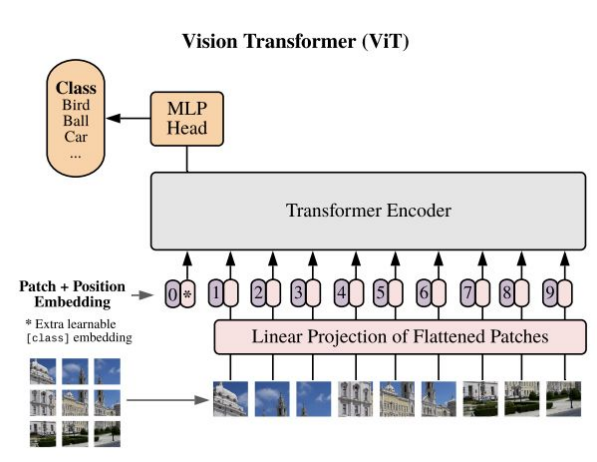 Vision Transformer (ViT)
Class
Bird
Ball
Car
...
MLP
Head
Transformer Encoder
Patch + Position
Embedding
0 * 1 2 3 4 5 6 7 8 9
* Extra learnable
[class] embedding
Linear Projection of Flattened Patches